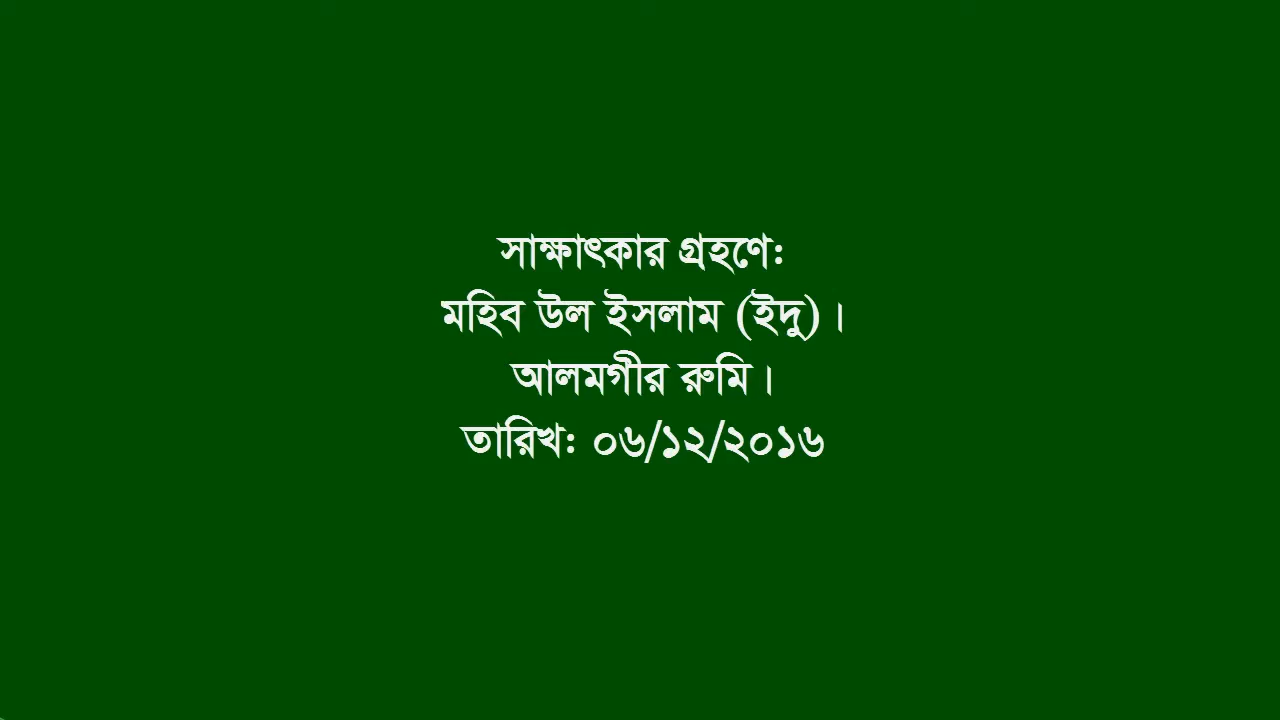 সাক্ষাৎকার গ্রহণে:
মহিব উল ইসলাম (ইদু)।
আলমগীর রুমি।
তারিখ: ০৬/১২/২০১৬